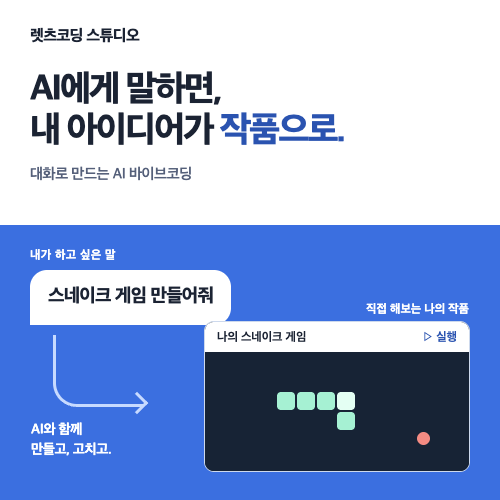 렛츠코딩 스튜디오
AI에게 말하면,
내 아이디어가 작품으로.
대화로 만드는 AI 바이브코딩
내가 하고 싶은 말
스네이크 게임 만들어줘
직접 해보는 나의 작품
나의 스네이크 게임
▷ 실행
AI와 함께
만들고, 고치고.